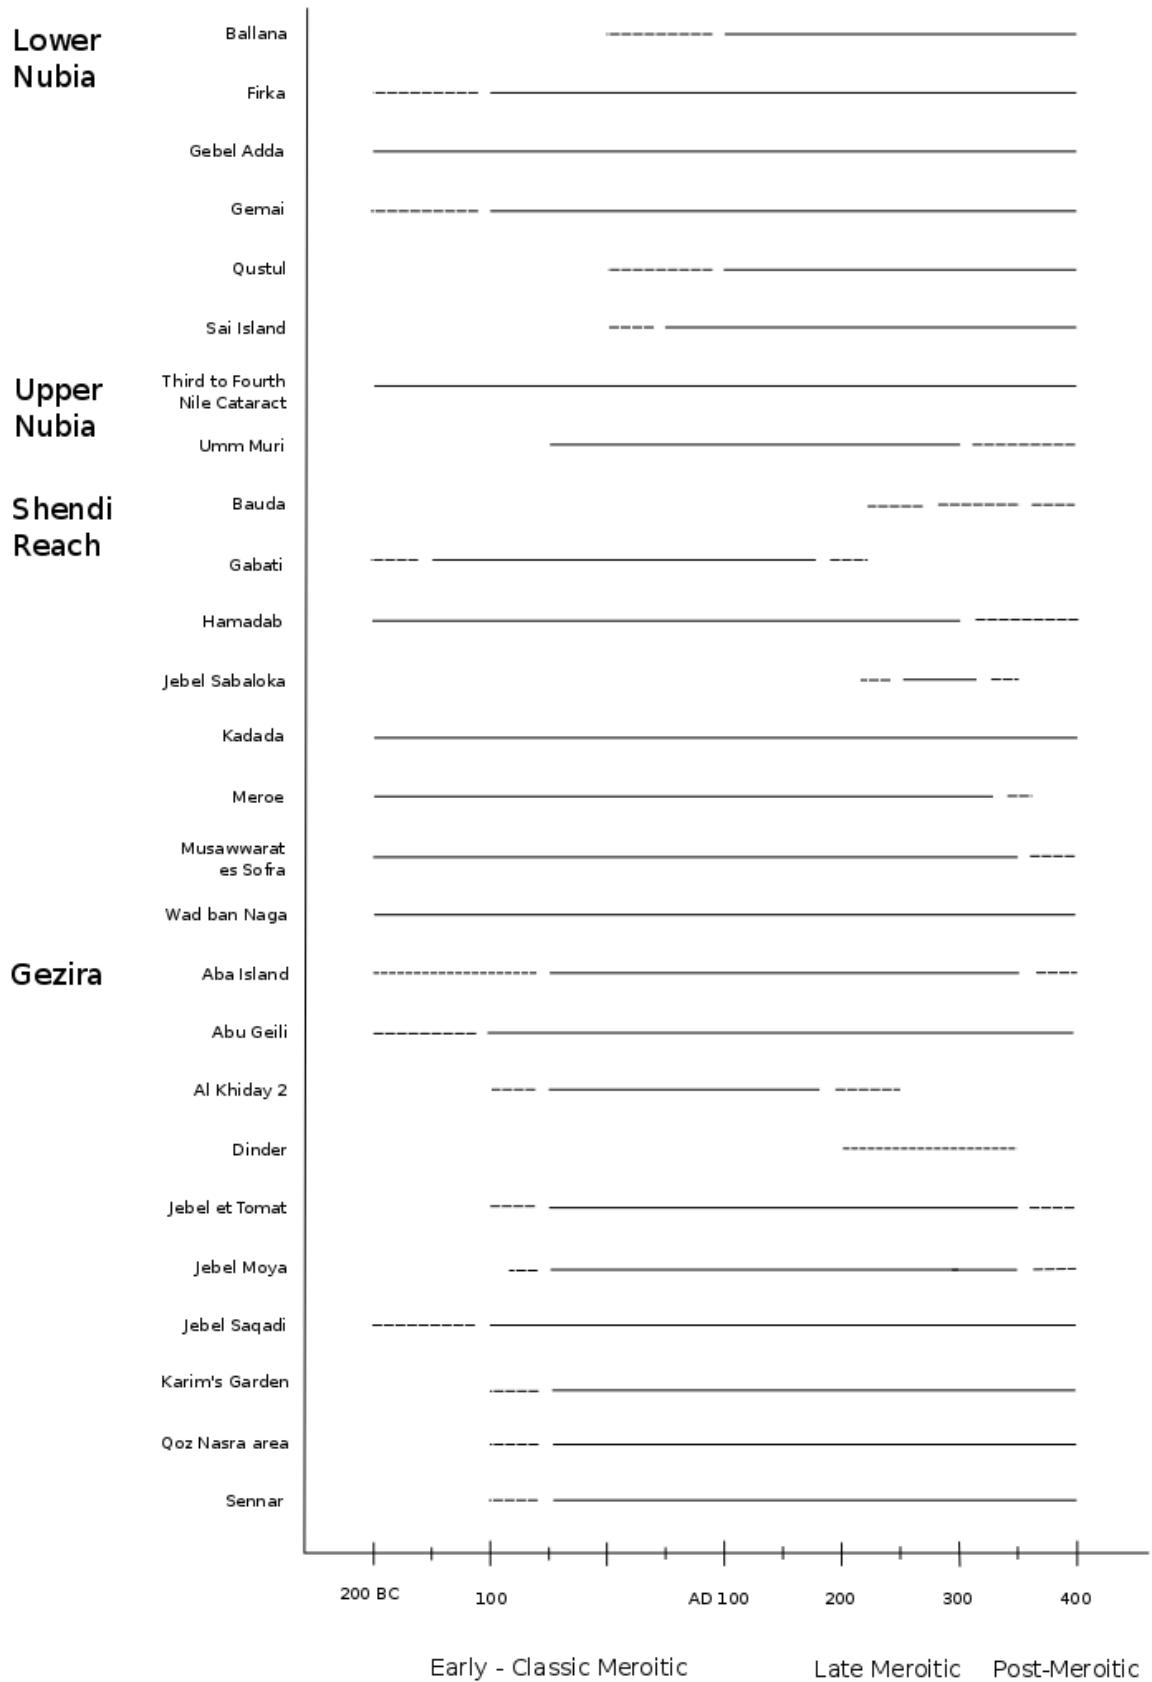 Lower
Nubia
Ballana
Firka
Gebel Adda
Gemai
Qustul
Sai Island
Upper
Nubia
Third to Fourth
Nile Cataract
Umm Muri
Shendi
Reach
Bauda
Gabati
Hamadab
Jebel Sabaloka
Kadada
Meroe
Musawwarat
es Sofra
Wad ban Naga
Gezira
Aba Island
Abu Geili
Al Khiday 2
Dinder
Jebel et Tomat
Jebel Moya
Jebel Saqadi
Karim's Garden
Qoz Nasra area
Sennar
200 BC 100 AD 100 200 300 400
Early - Classic Meroitic Late Meroitic Post-Meroitic